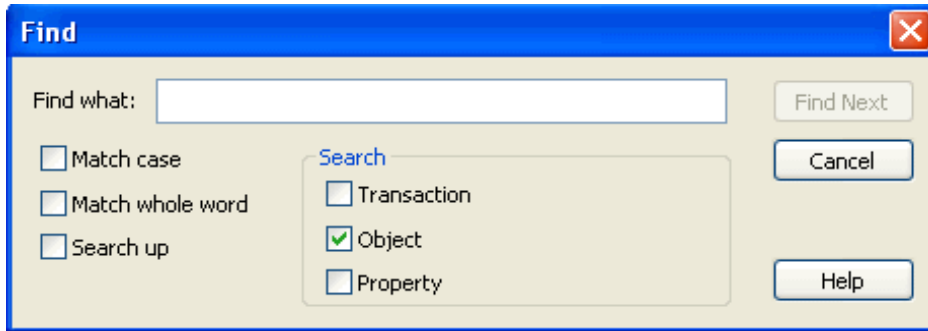 Find
Find what:
Find Next
Match case
Match whole word
Search up
Search
Transaction
Object
Property
Cancel
Help